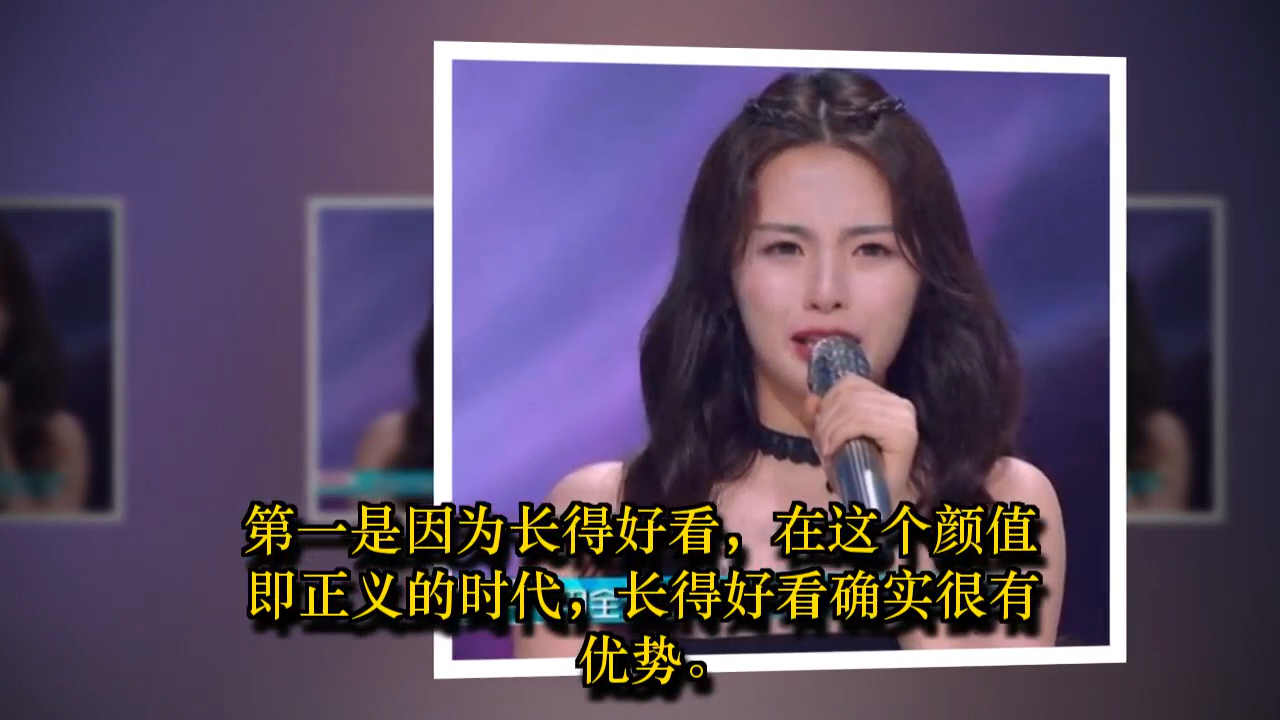 第一是因为长得好看，在这个颜值
即正义的时代，长得好看确实很有
优势。
全